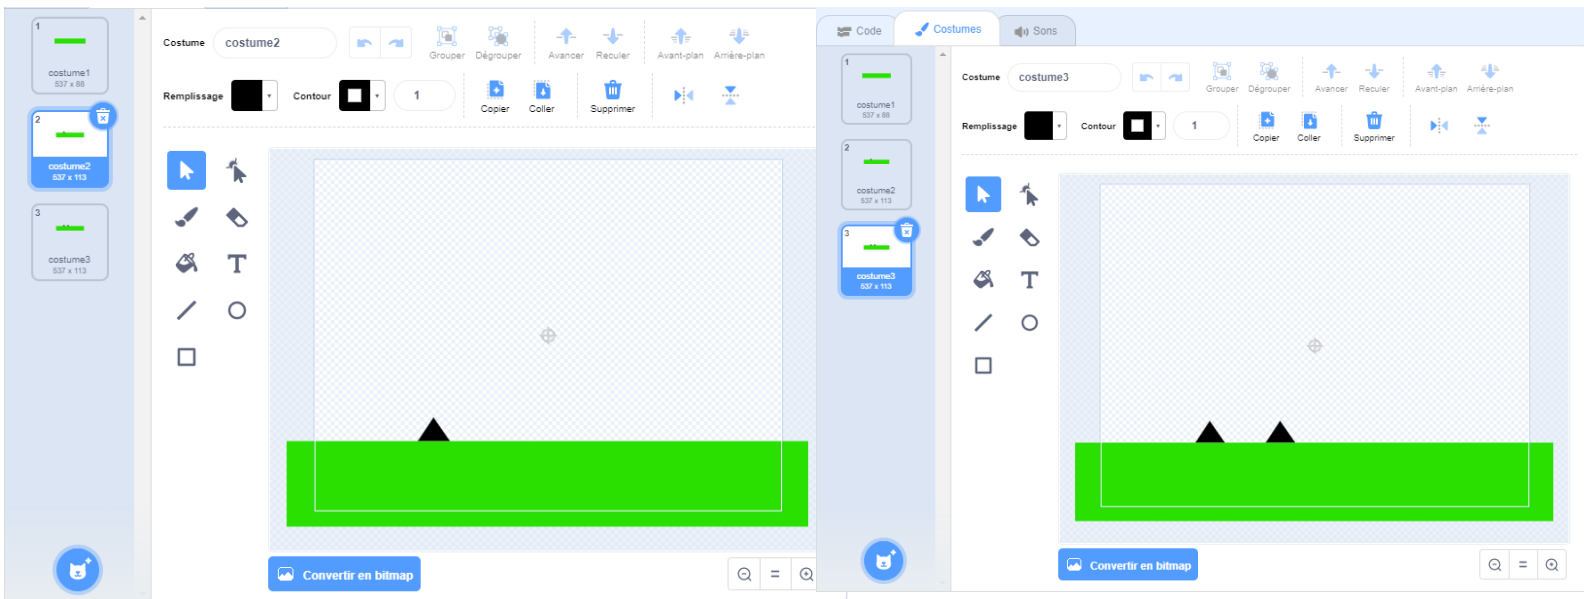 1
costume1
537 x 88
2
costume2
537 x 113
3
costume3
537 x 113
Costume costume2
Grouper Dégrouper Avancer Reculer Avant-plan Arrière-plan
Remplissage Contour 1
Copier Coller Supprimer
T
Convertir en bitmap
=
Code Costumes Sons
1
costume1
537 x 88
2
costume2
537 x 113
3
costume3
537 x 113
Costume costume3
Grouper Dégrouper Avancer Reculer Avant-plan Arrière-plan
Remplissage Contour 1
Copier Coller Supprimer
T
Convertir en bitmap
=